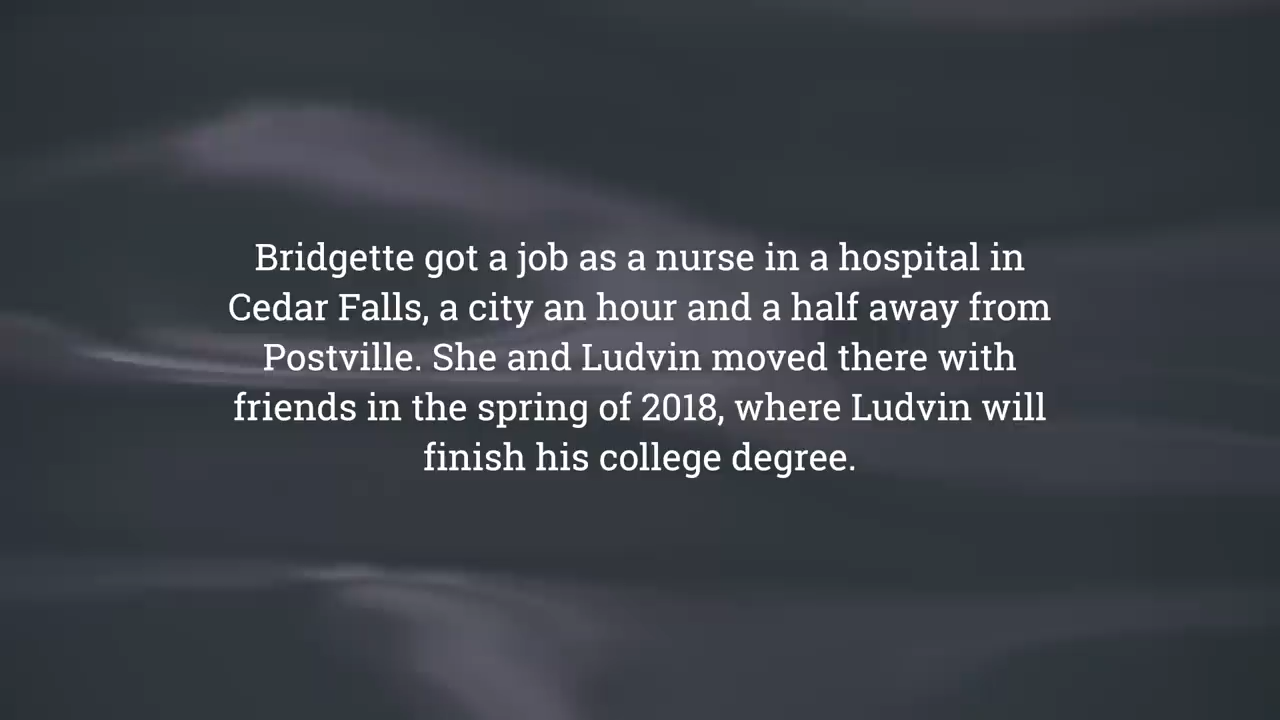 Bridgette got a job as a nurse in a hospital in
Cedar Falls, a city an hour and a half away from
Postville. She and Ludvin moved there with
friends in the spring of 2018, where Ludvin will
finish his college degree.